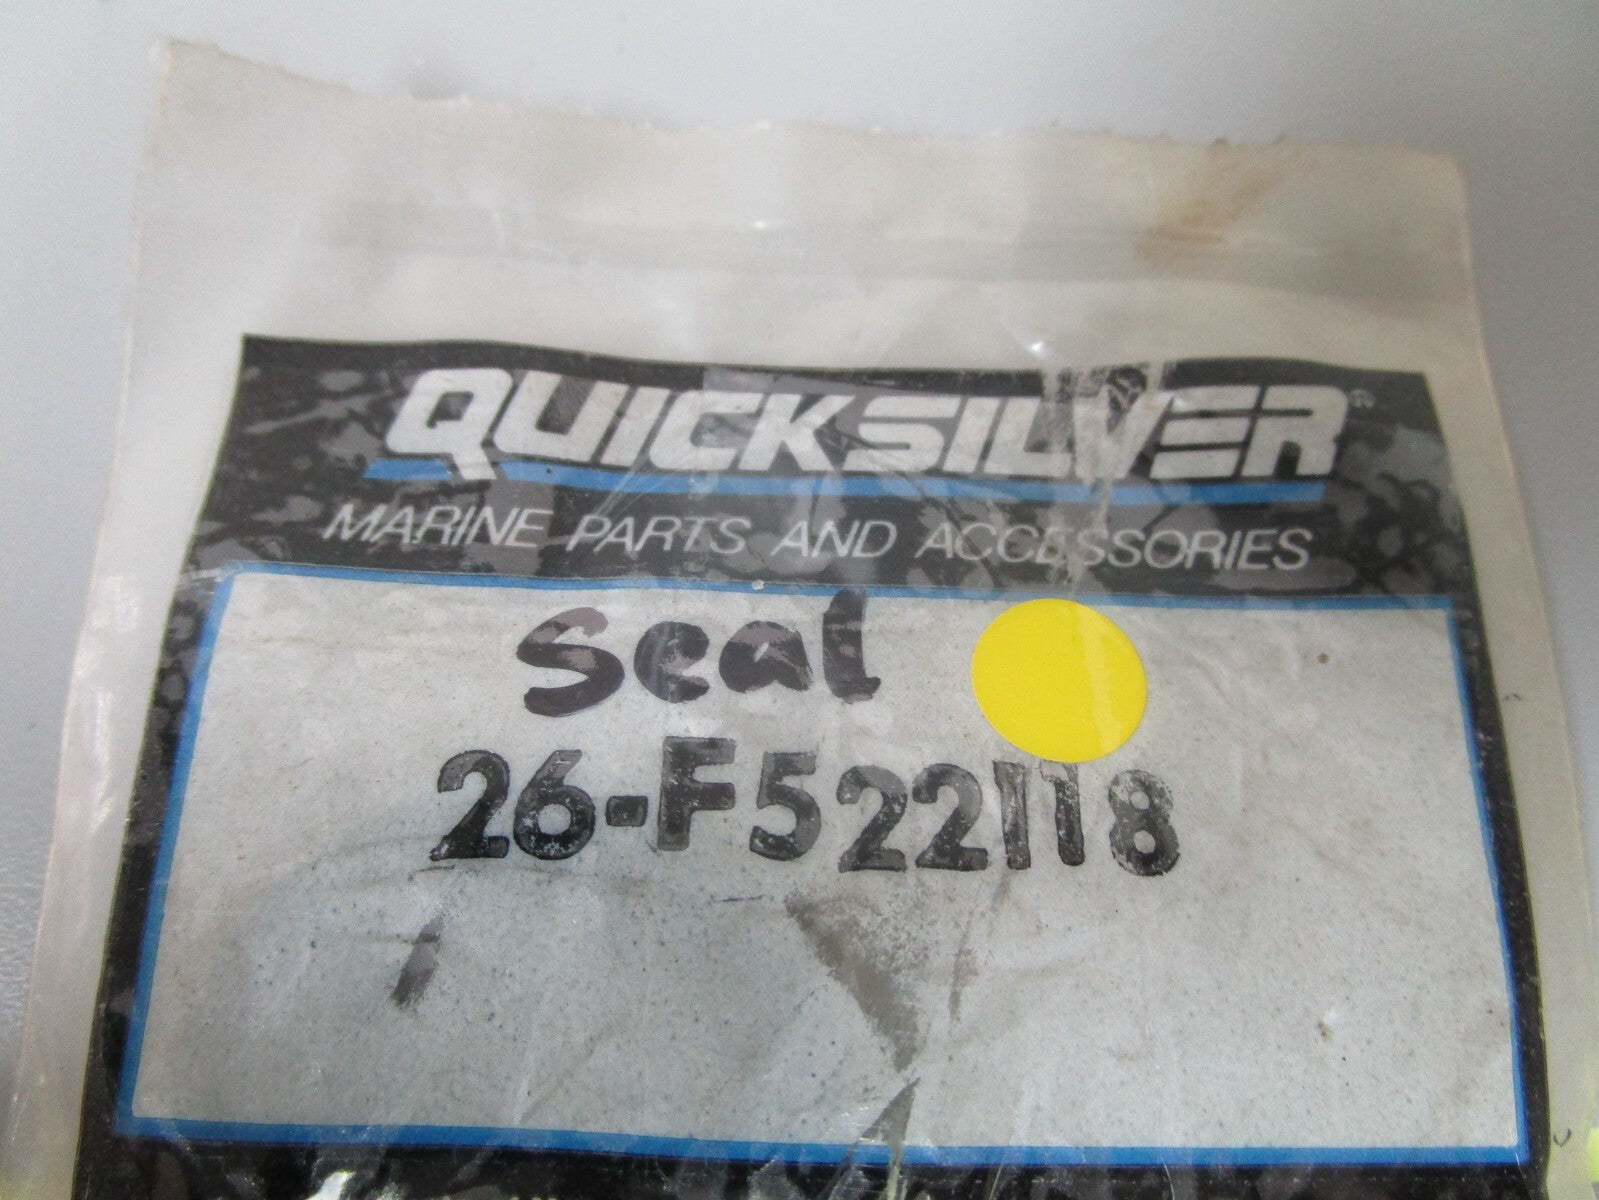 QUICKSILVER®
MARINE PARTS AND ACCESSORIES
Seal
26-F522118